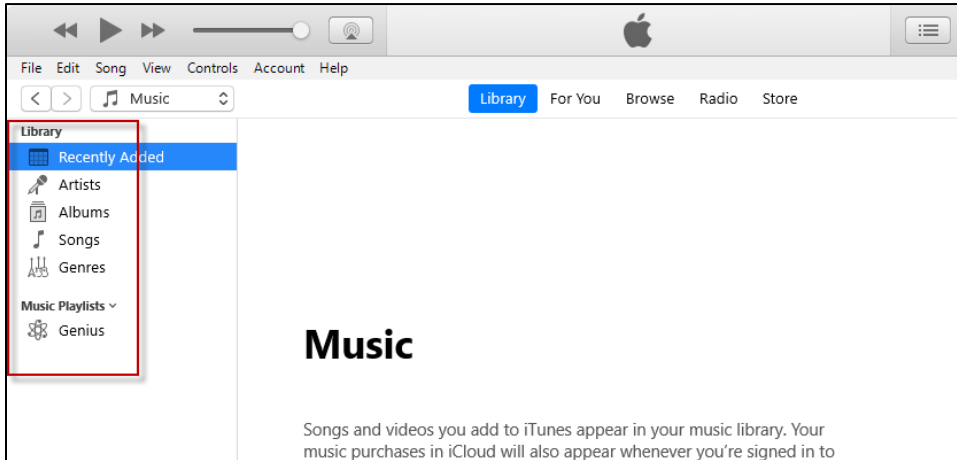 File Edit Song View Controls Account Help
Music
Library For You Browse Radio Store
Library
Recently Added
Artists
Albums
Songs
Genres
Music Playlists
Genius
Music
Songs and videos you add to iTunes appear in your music library. Your
music purchases in iCloud will also appear whenever you're signed in to